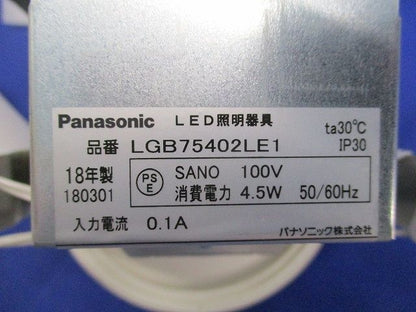 Panasonic LED照明器具
ta30℃
品番 LGB75402LE1 IP30
18年製 PSE SANO 100V
180301 消費電力 4.5W 50/60Hz
入力電流 0.1A
パナソニック株式会社